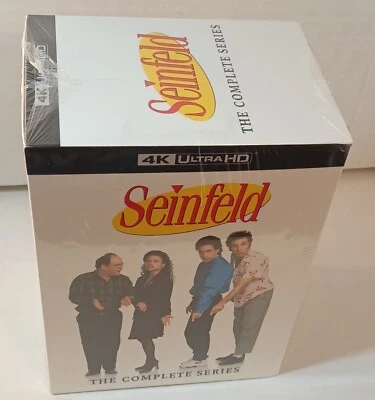 4K ULTRA HD
Seinfeld
THE COMPLETE SERIES
4K ULTRA HD
Seinfeld
THE COMPLETE SERIES